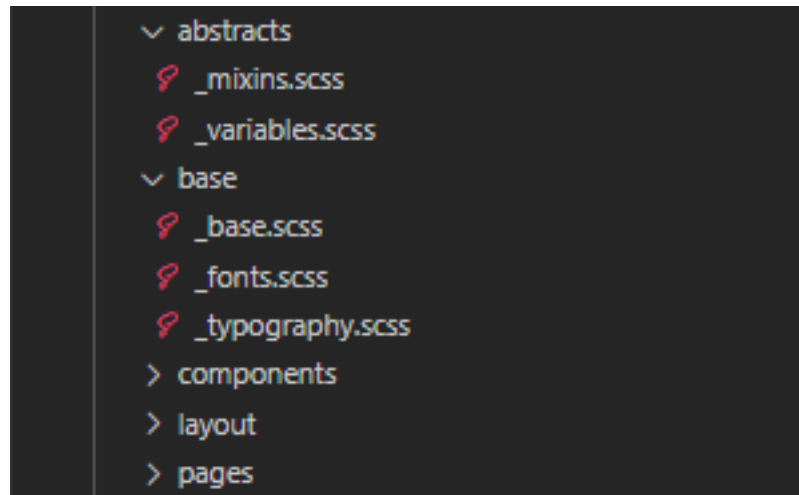 abstracts
_mixins.scss
_variables.scss
base
_base.scss
_fonts.scss
_typography.scss
components
layout
pages